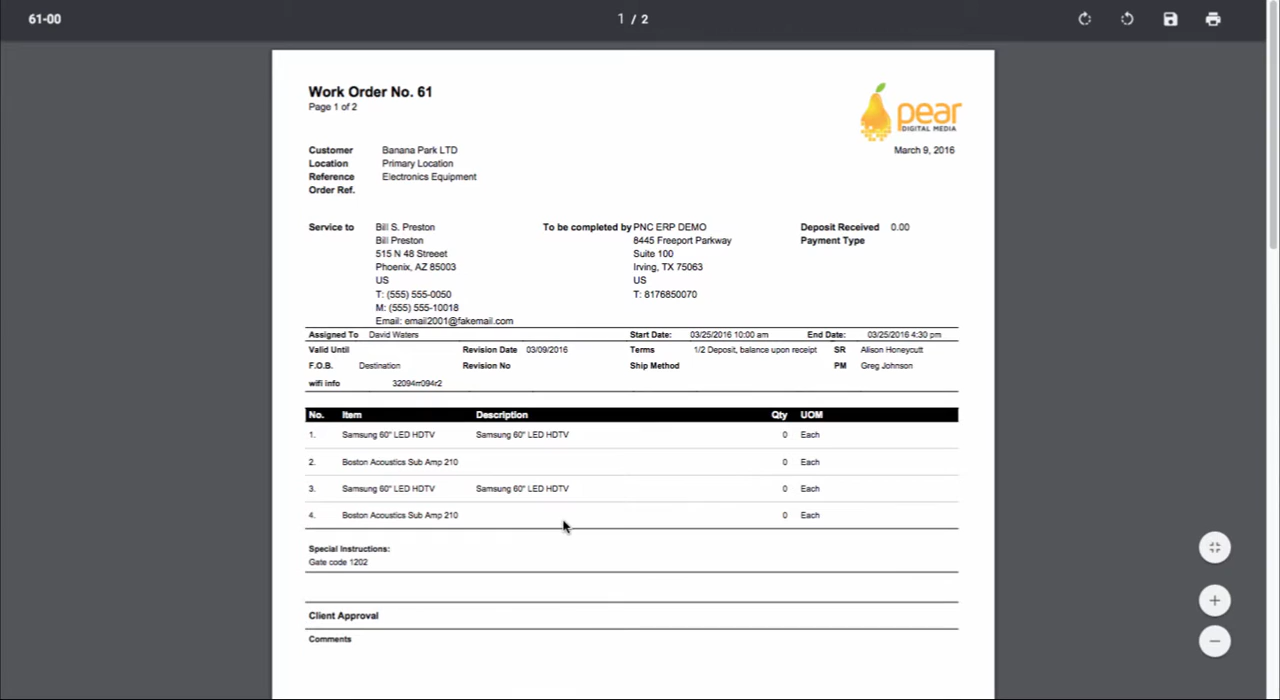 61-00
1 / 2
Work Order No. 61
Page 1 of 2
pear
DIGITAL MEDIA
March 9, 2016
Customer Banana Park LTD
Location Primary Location
Reference Electronics Equipment
Order Ref.
Service to Bill S. Preston To be completed by PNC ERP DEMO Deposit Received 0.00
Bill Preston 8445 Freeport Parkway Payment Type
515 N 48 Streeet Suite 100
Phoenix, AZ 85003 Irving, TX 75063
US US
T: (555) 555-0050 T: 8176850070
M: (555) 555-10018
Email: email2001@fakemail.com
Assigned To David Waters Start Date: 03/25/2016 10:00 am End Date: 03/25/2016 4:30 pm
Valid Until Revision Date 03/09/2016 Terms 1/2 Deposit, balance upon receipt SR Alison Honeycutt
F.O.B. Destination Revision No Ship Method PM Greg Johnson
wifi info
No. Item Description Qty UOM
1. Samsung 60" LED HDTV Samsung 60" LED HDTV 0 Each
2. Boston Acoustics Sub Amp 210 0 Each
3. Samsung 60" LED HDTV Samsung 60" LED HDTV 0 Each
4. Boston Acoustics Sub Amp 210 0 Each
Special Instructions:
Gate code 1202
Client Approval
Comments